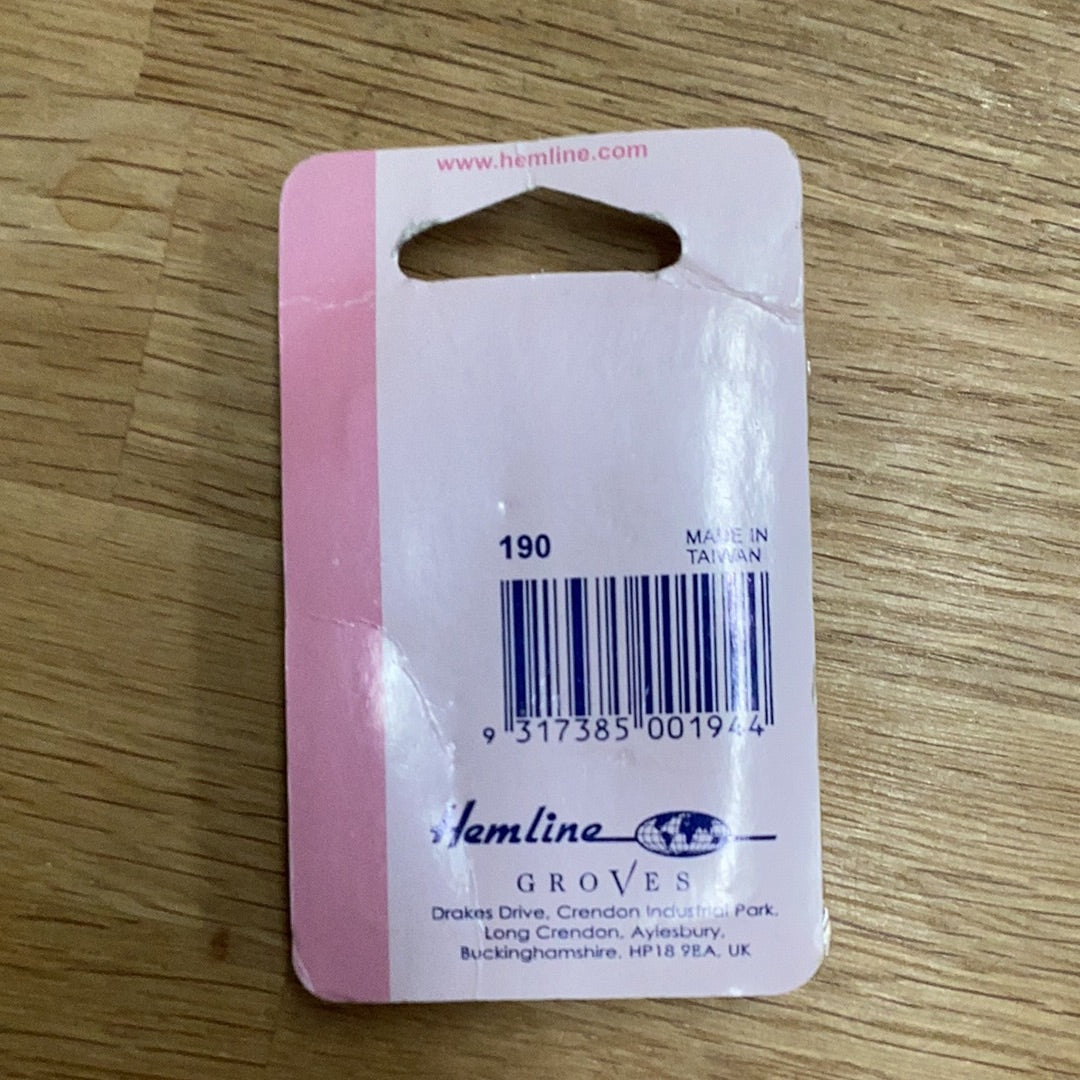 www.hemline.com
190
MADE IN
TAIWAN
9 317385 001944
Hemline
GROVES
Drakes Drive, Crendon Industrial Park,
Long Crendon, Aylesbury,
Buckinghamshire, HP18 9BA, UK